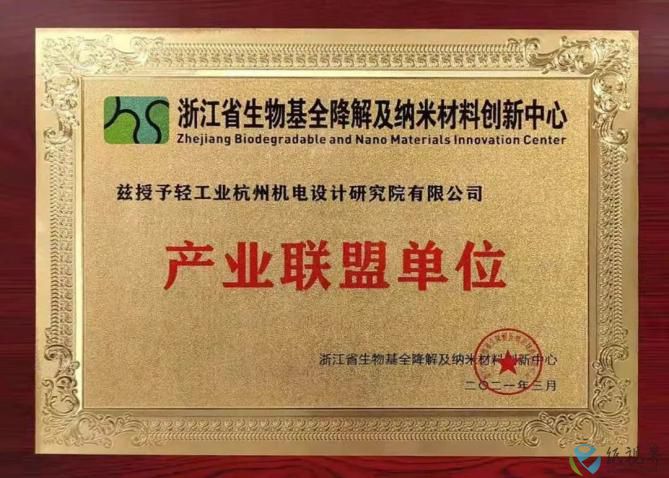 浙江省生物基全降解及纳米材料创新中心
Zhejiang Biodegradable and Nano Materials Innovation Center
兹授予轻工业杭州机电设计研究院有限公司
产业联盟单位
浙江省生物基全降解及纳米材料创新中心
二〇二一年三月
纸视界